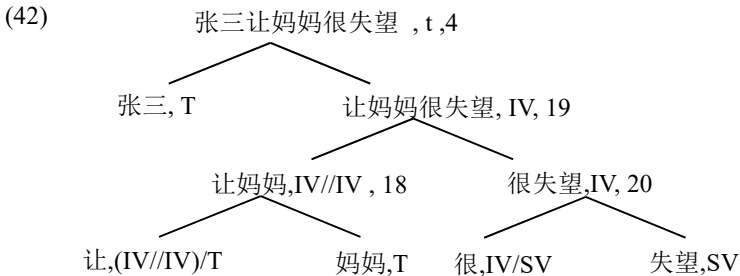 (42)
张三让妈妈很失望 , t ,4
张三, T
让妈妈很失望, IV, 19
让妈妈,IV//IV , 18
很失望,IV, 20
让,(IV//IV)/T
妈妈,T
很,IV/SV
失望,SV